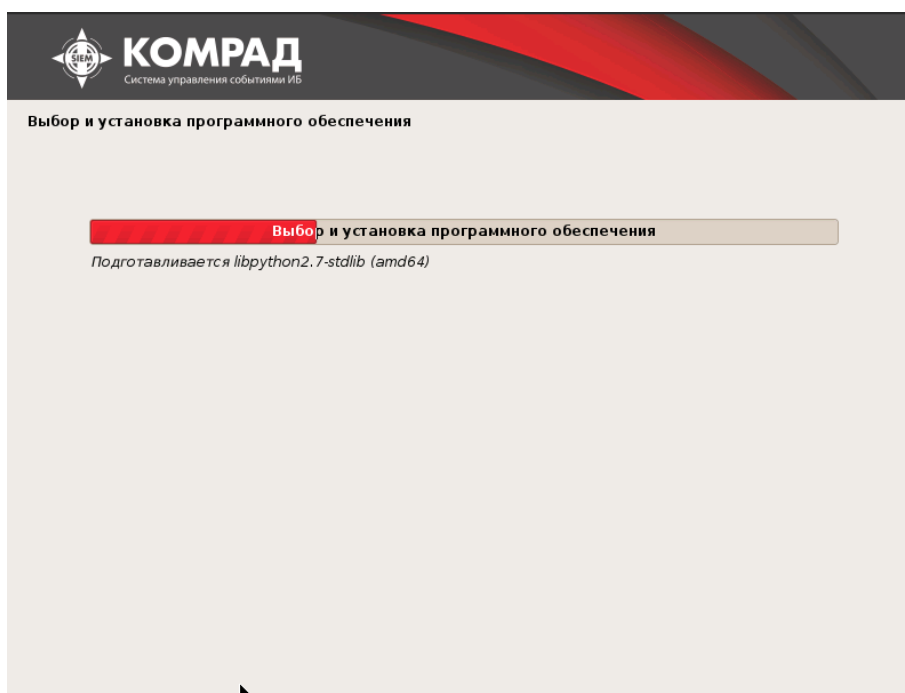 SIEM
КОМРАД
Система управления событиями ИБ
Выбор и установка программного обеспечения
Выбор и установка программного обеспечения
Подготавливается libpython2.7-stdlib (amd64)